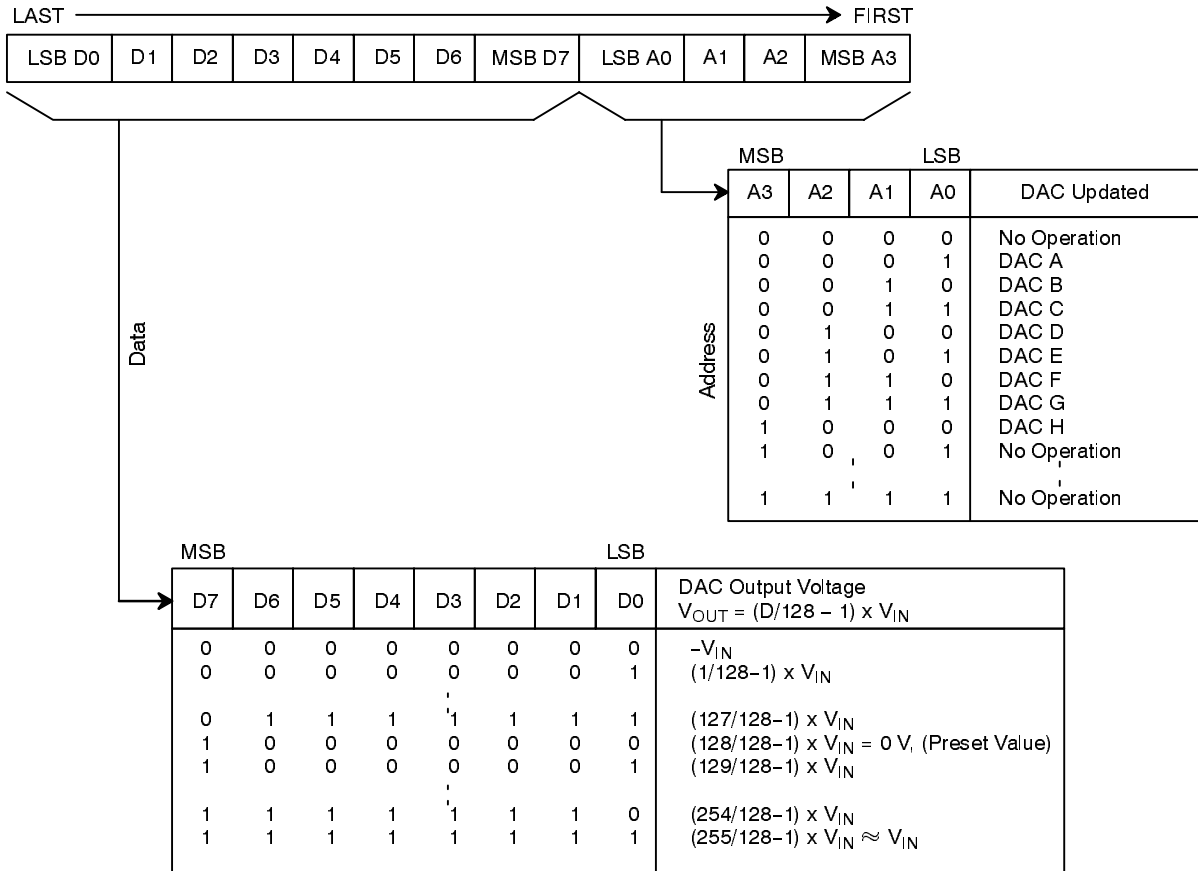 LAST FIRST
LSB D0 D1 D2 D3 D4 D5 D6 MSB D7 LSB A0 A1 A2 MSB A3
MSB LSB
A3 A2 A1 A0 DAC Updated
0 0 0 0 No Operation
0 0 0 1 DAC A
0 0 1 0 DAC B
0 0 1 1 DAC C
0 1 0 0 DAC D
0 1 0 1 DAC E
0 1 1 0 DAC F
0 1 1 1 DAC G
1 0 0 0 DAC H
1 0 0 1 No Operation
1 1 1 1 No Operation
Address
Data
MSB LSB
D7 D6 D5 D4 D3 D2 D1 D0 DAC Output Voltage
VOUT = (D/128 – 1) x VIN
0 0 0 0 0 0 0 0 –VIN
0 0 0 0 0 0 0 1 (1/128–1) x VIN
0 1 1 1 1 1 1 1 (127/128–1) x VIN
1 0 0 0 0 0 0 0 (128/128–1) x VIN = 0 V, (Preset Value)
1 0 0 0 0 0 0 1 (129/128–1) x VIN
1 1 1 1 1 1 1 0 (254/128–1) x VIN
1 1 1 1 1 1 1 1 (255/128–1) x VIN ≈ VIN